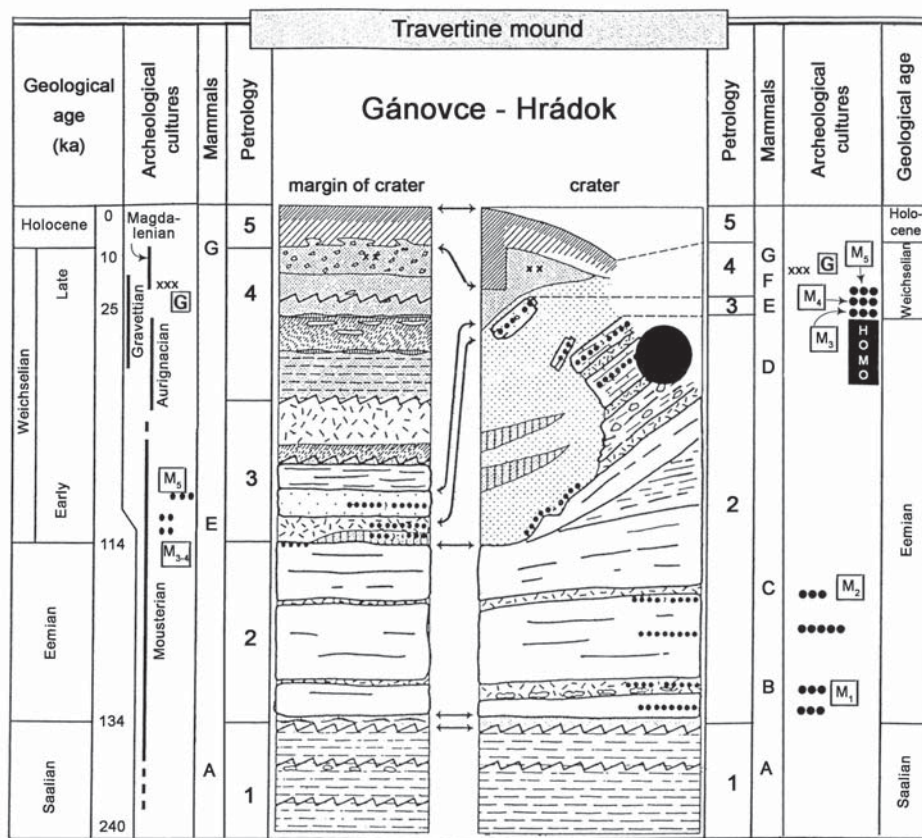 Travertine mound
Geological age (ka)
Archeological cultures
Mammals
Petrology
Gánovce - Hrádok
margin of crater
crater
Petrology
Mammals
Archeological cultures
Geological age
Holocene
0
Magda-
lenian
G
5
5
Holo-
cene
Weichselian
Late
10
25
Gravettian
xxx
G
Aurignacian
4
xx
xx
4
G
F
xxx
G
M5
Weichselian
3
E
M4
M3
HOMO
D
Early
M5
M3-4
E
3
114
2
Eemian
Mousterian
2
C
M2
Eemian
B
M1
134
Saalian
240
A
1
1
A
Saalian